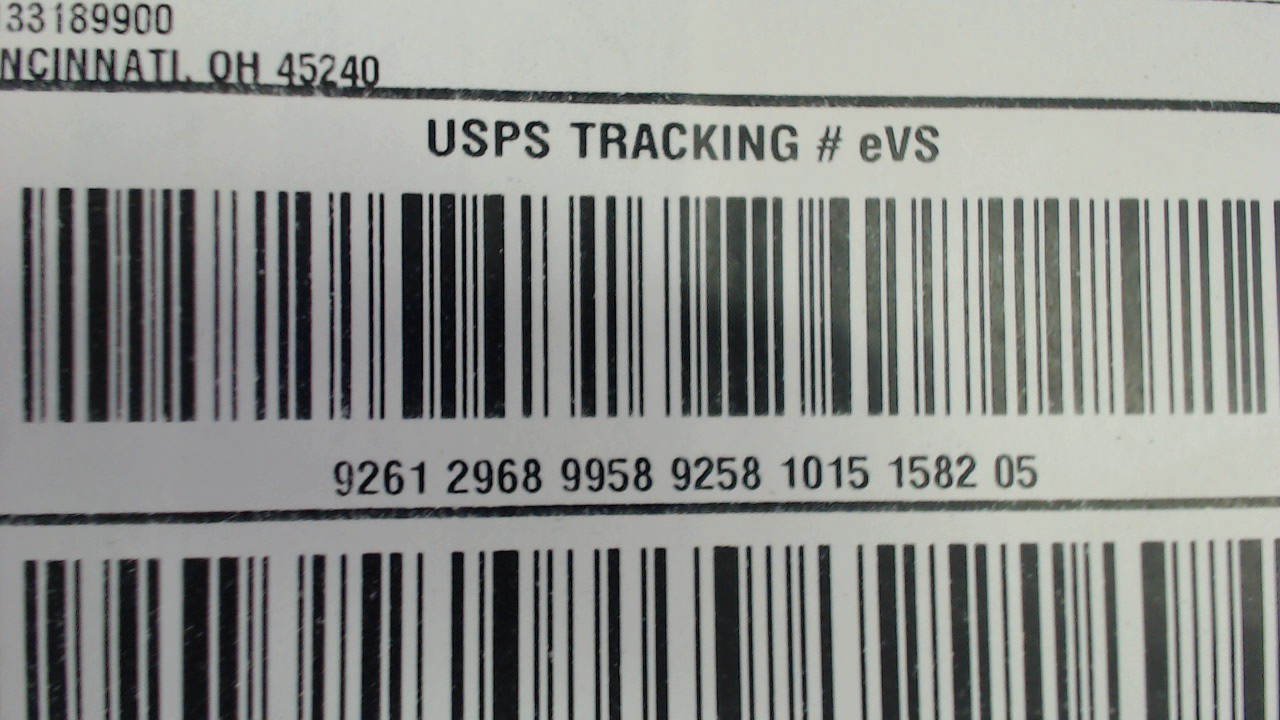 33189900
NCINNATI, OH 45240
USPS TRACKING # eVS
9261 2968 9958 9258 1015 1582 05